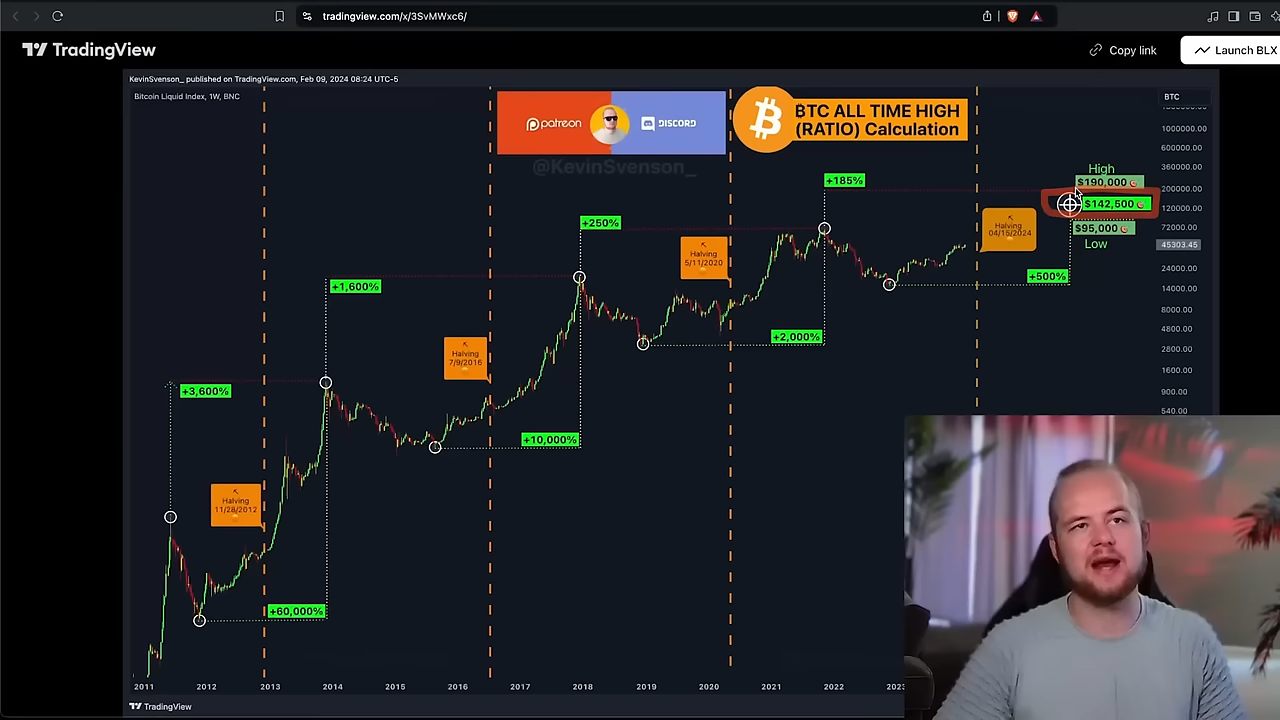 tradingview.com/x/3SvMWxc6/
TradingView
Copy link
Launch BLX
KevinSvenson_ published on TradingView.com, Feb 09, 2024 08:24 UTC-5
Bitcoin Liquid Index, 1W, BNC
BTC
patreon
DISCORD
BTC ALL TIME HIGH
(RATIO) Calculation
@KevinSvenson_
1000000.00
600000.00
360000.00
200000.00
120000.00
72000.00
45303.45
24000.00
14000.00
8000.00
4800.00
2800.00
1600.00
900.00
540.00
High
$190,000
$142,500
$95,000
Low
+185%
+250%
Halving
04/15/2024
Halving
5/11/2020
+500%
+1,600%
+2,000%
Halving
7/9/2016
+3,600%
+10,000%
Halving
11/28/2012
+60,000%
2011
2012
2013
2014
2015
2016
2017
2018
2019
2020
2021
2022
2023
TradingView